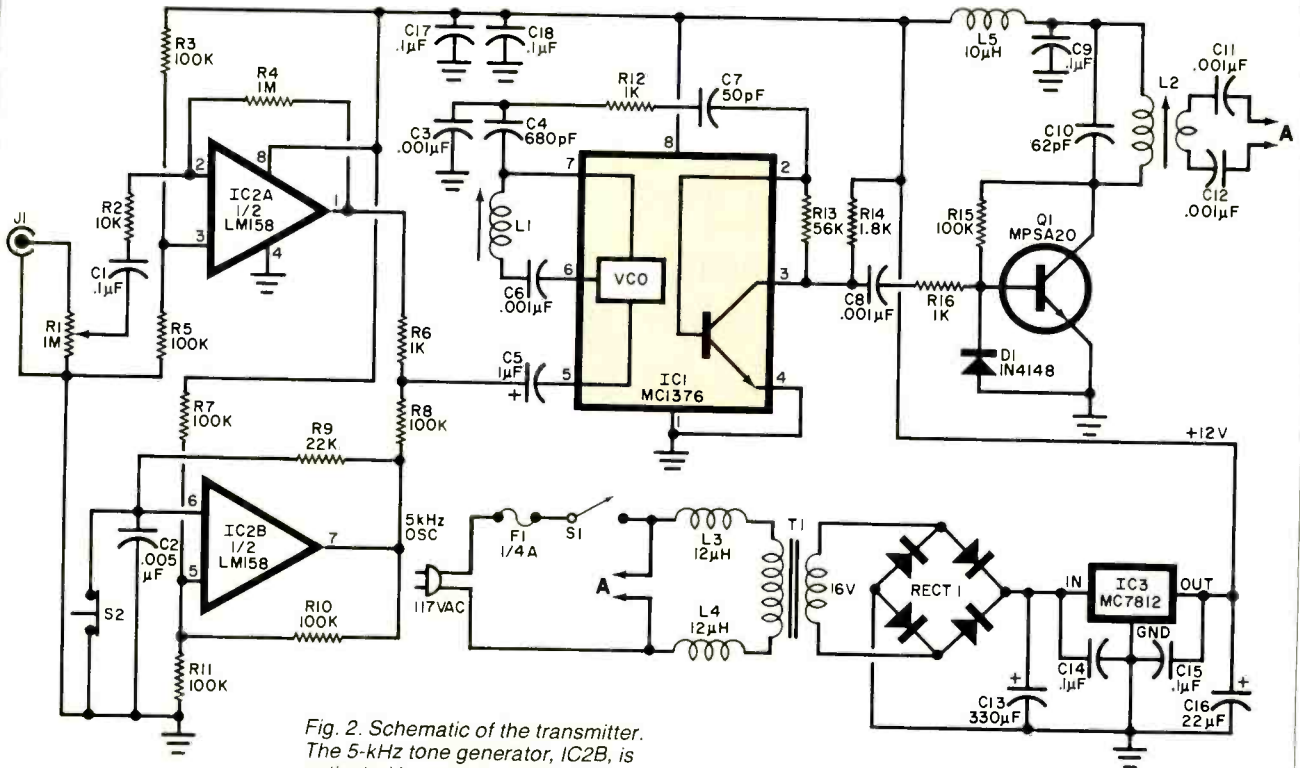 R3
100K
C17
.1µF
C18
.1µF
L5
10µH
C9
.1µF
C11
.001µF
L2
R4
1M
R12
1K
C7
50pF
C3
.001µF
C4
680pF
C10
62pF
A
C12
.001µF
8
2
IC2A
1/2
LM158
1
3
4
7
8
2
R13
56K
R14
1.8K
R15
100K
Q1
MPSA20
J1
R2
10K
C1
.1µF
L1
C6
.001µF
6
VCO
3
C8
.001µF
R16
1K
R1
1M
R5
100K
R6
1K
C5
1µF
+
5
IC1
MC1376
4
1
D1
1N4148
R7
100K
R8
100K
R9
22K
+12V
6
IC2B
1/2
LM158
7
5
C2
.005
µF
S2
5kHz
OSC
F1
1/4A
S1
L3
12µH
T1
A
117VAC
L4
12µH
16V
RECT 1
IN
IC3
MC7812
OUT
GND
R10
100K
R11
100K
C14
.1µF
C15
.1µF
+
C13
330µF
+
C16
22µF
Fig. 2. Schematic of the transmitter.
The 5-kHz tone generator, IC2B, is